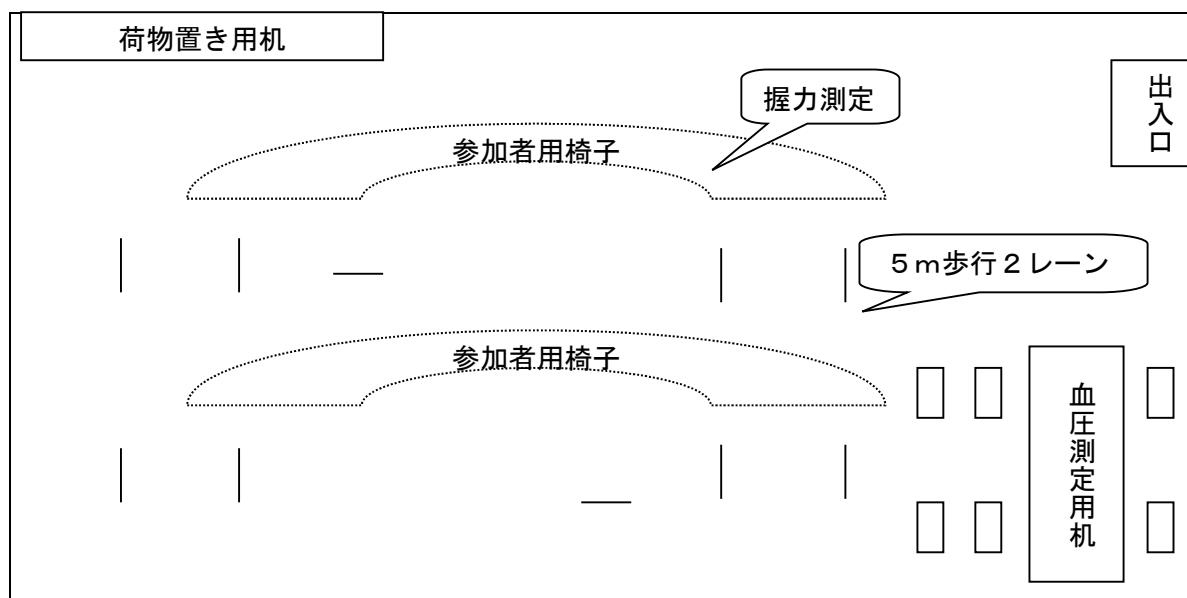 荷物置き用机
握力測定
出入口
参加者用椅子
5m歩行2レーン
参加者用椅子
血圧測定用机